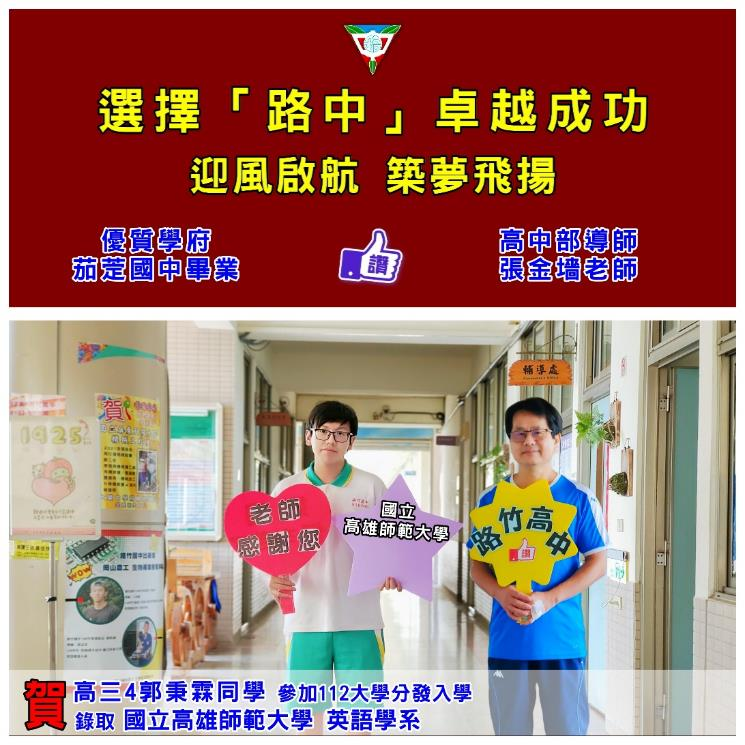 選擇「路中」卓越成功
迎風啟航 築夢飛揚
優質學府
茄萣國中畢業
讚
高中部導師
張金墻老師
輔導處
1925
賀
老師
感謝您
國立
高雄師範大學
路竹高中
讚
WOW
賀
高三4郭秉霖同學 參加112大學分發入學
錄取 國立高雄師範大學 英語學系